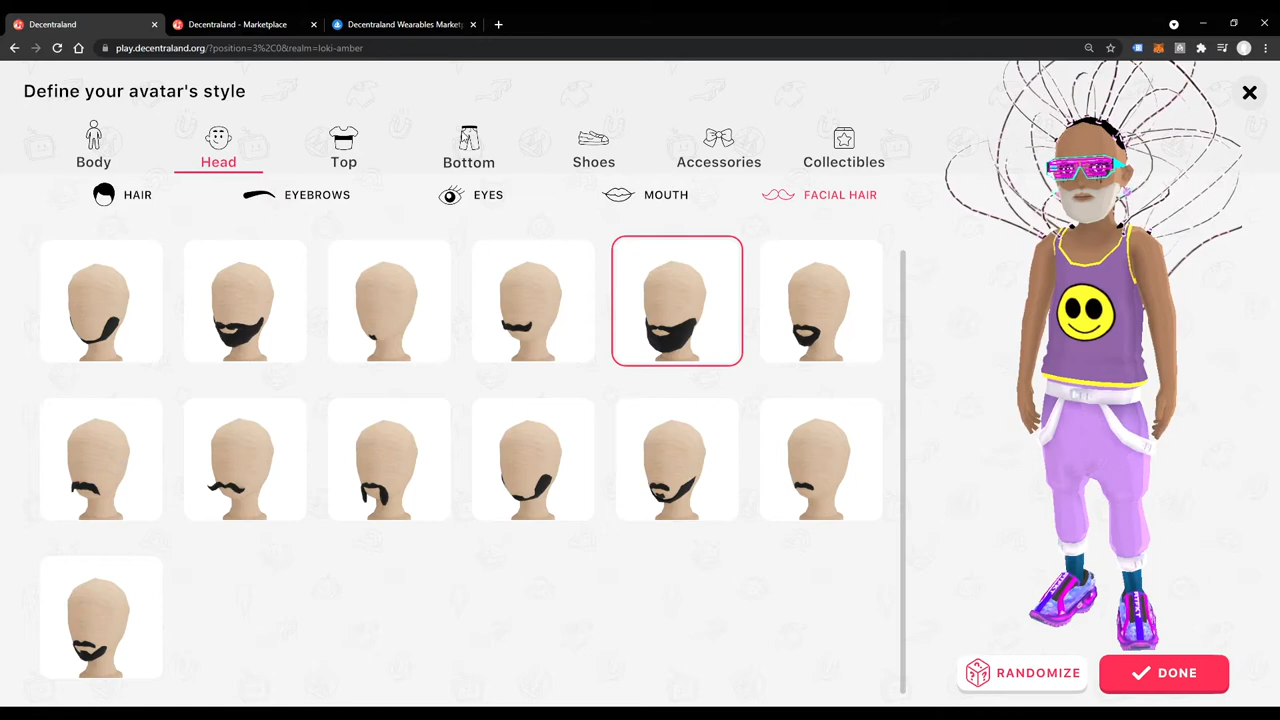 Decentraland
Decentraland - Marketplace
Decentraland Wearables Market
play.decentraland.org/?position=3%2C0&realm=loki-amber
Define your avatar's style
Body
Head
Top
Bottom
Shoes
Accessories
Collectibles
HAIR
EYEBROWS
EYES
MOUTH
FACIAL HAIR
RANDOMIZE
DONE